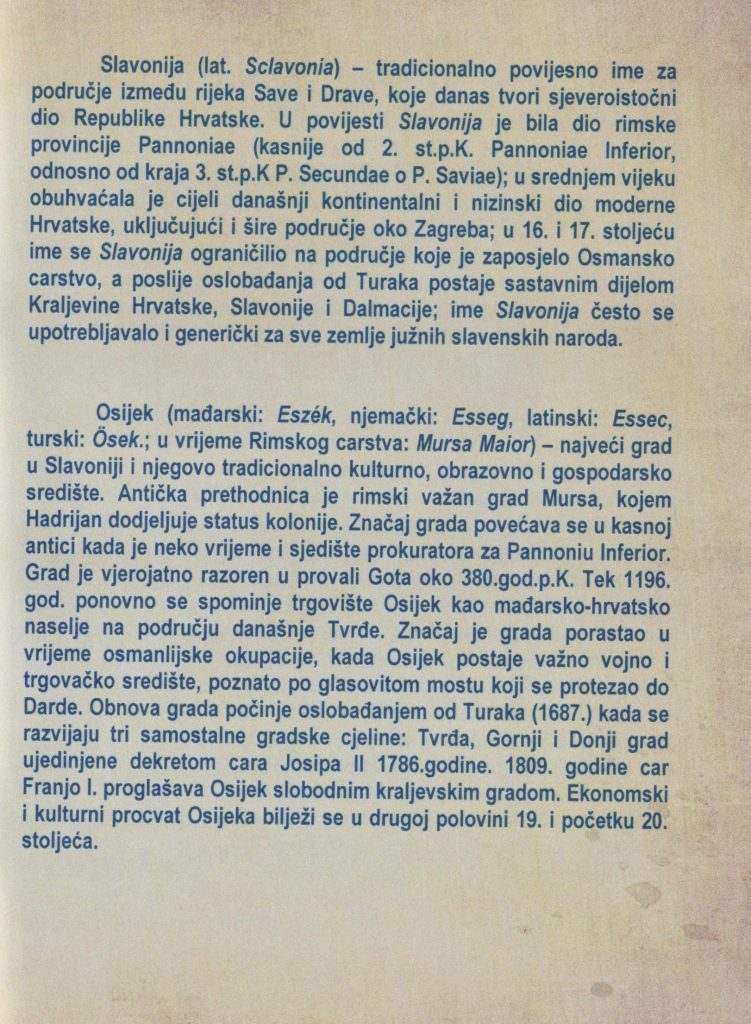 Slavonija (lat. Sclavonia) – tradicionalno povijesno ime za
područje između rijeka Save i Drave, koje danas tvori sjeveroistočni
dio Republike Hrvatske. U povijesti Slavonija je bila dio rimske
provincije Pannoniae (kasnije od 2. st.p.K. Pannoniae Inferior,
odnosno od kraja 3. st.p.K P. Secundae o P. Saviae); u srednjem vijeku
obuhvaćala je cijeli današnji kontinentalni i nizinski dio moderne
Hrvatske, uključujući i šire područje oko Zagreba; u 16. i 17. stoljeću
ime se Slavonija ograničilio na područje koje je zaposjelo Osmansko
carstvo, a poslije oslobađanja od Turaka postaje sastavnim dijelom
Kraljevine Hrvatske, Slavonije i Dalmacije; ime Slavonija često se
upotrebljavalo i generički za sve zemlje južnih slavenskih naroda.
Osijek (mađarski: Eszék, njemački: Esseg, latinski: Essec,
turski: Ösek.; u vrijeme Rimskog carstva: Mursa Maior) – najveći grad
u Slavoniji i njegovo tradicionalno kulturno, obrazovno i gospodarsko
središte. Antička prethodnica je rimski važan grad Mursa, kojem
Hadrijan dodjeljuje status kolonije. Značaj grada povećava se u kasnoj
antici kada je neko vrijeme i sjedište prokuratora za Pannoniu Inferior.
Grad je vjerojatno razoren u provali Gota oko 380.god.p.K. Tek 1196.
god. ponovno se spominje trgovište Osijek kao mađarsko-hrvatsko
naselje na području današnje Tvrđe. Značaj je grada porastao u
vrijeme osmanlijske okupacije, kada Osijek postaje važno vojno i
trgovačko središte, poznato po glasovitom mostu koji se protezao do
Darde. Obnova grada počinje oslobađanjem od Turaka (1687.) kada se
razvijaju tri samostalne gradske cjeline: Tvrđa, Gornji i Donji grad
ujedinjene dekretom cara Josipa II 1786.godine. 1809. godine car
Franjo I. proglašava Osijek slobodnim kraljevskim gradom. Ekonomski
i kulturni procvat Osijeka bilježi se u drugoj polovini 19. i početku 20.
stoljeća.